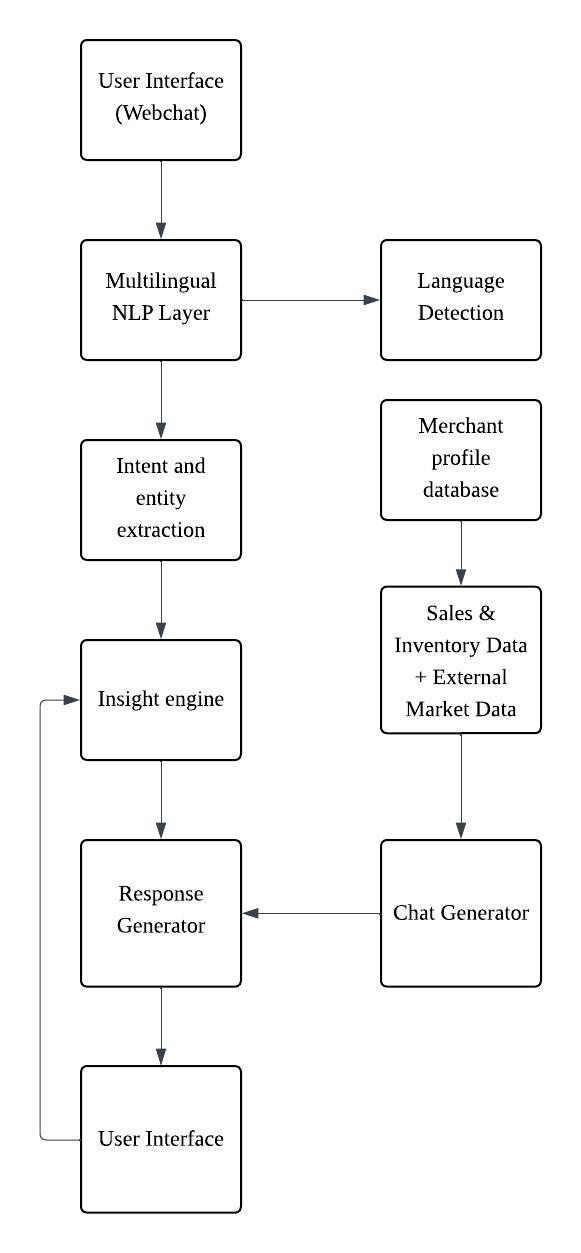 User Interface
(Webchat)
Multilingual
NLP Layer
Language
Detection
Merchant
profile
database
Intent and
entity
extraction
Sales &
Inventory Data
+ External
Market Data
Insight engine
Response
Generator
Chat Generator
User Interface